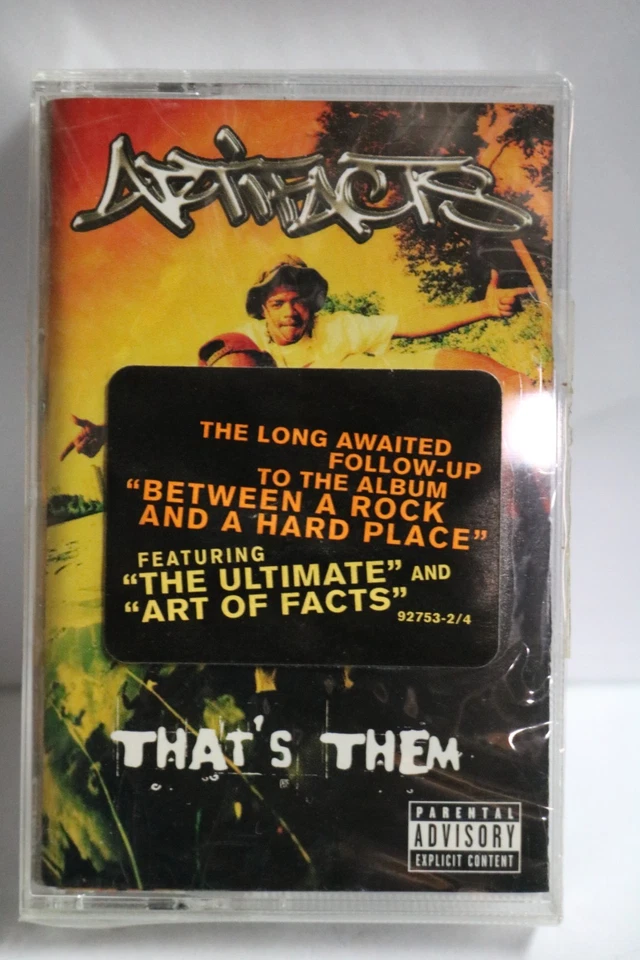 ARTIFACTS
THE LONG AWAITED
FOLLOW-UP
TO THE ALBUM
“BETWEEN A ROCK
AND A HARD PLACE”
FEATURING
“THE ULTIMATE” AND
“ART OF FACTS”
92753-2/4
THAT'S THEM
PARENTAL
ADVISORY
EXPLICIT CONTENT